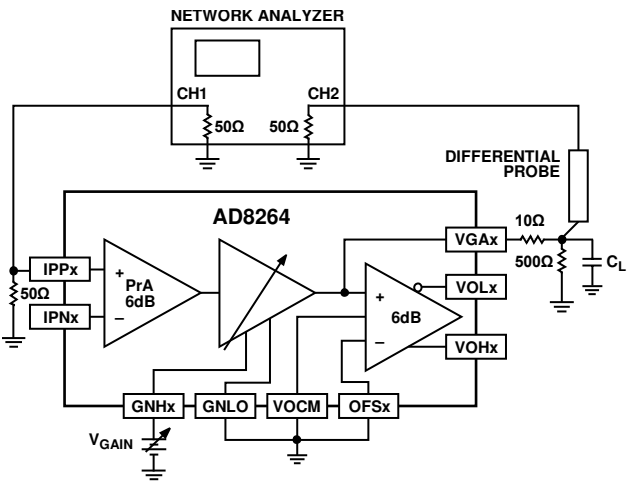 NETWORK ANALYZER
CH1
CH2
50Ω
50Ω
DIFFERENTIAL
PROBE
AD8264
10Ω
VGAx
500Ω
CL
IPPx
+
PrA
6dB
–
50Ω
IPNx
+
6dB
–
VOLx
VOHx
GNHx
GNLO
VOCM
OFSx
VGAIN